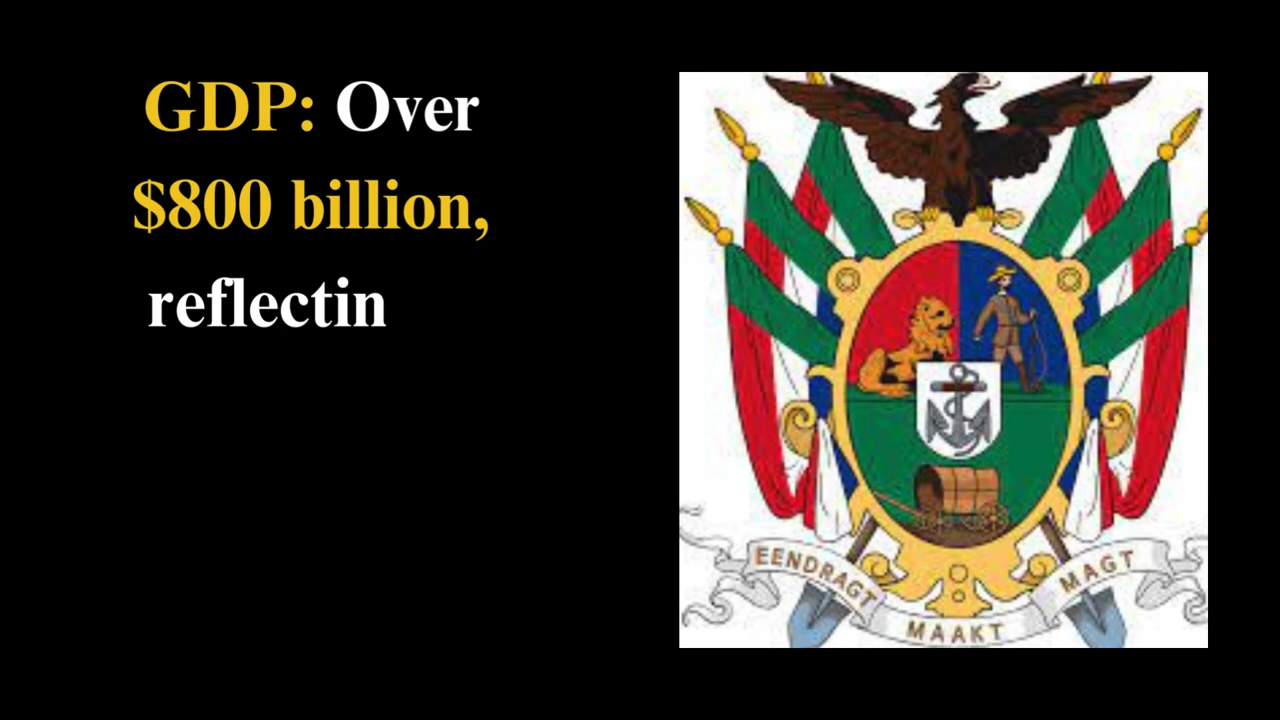 GDP: Over
$800 billion,
reflectin
EENDRAGT
MAAKT
MAGT